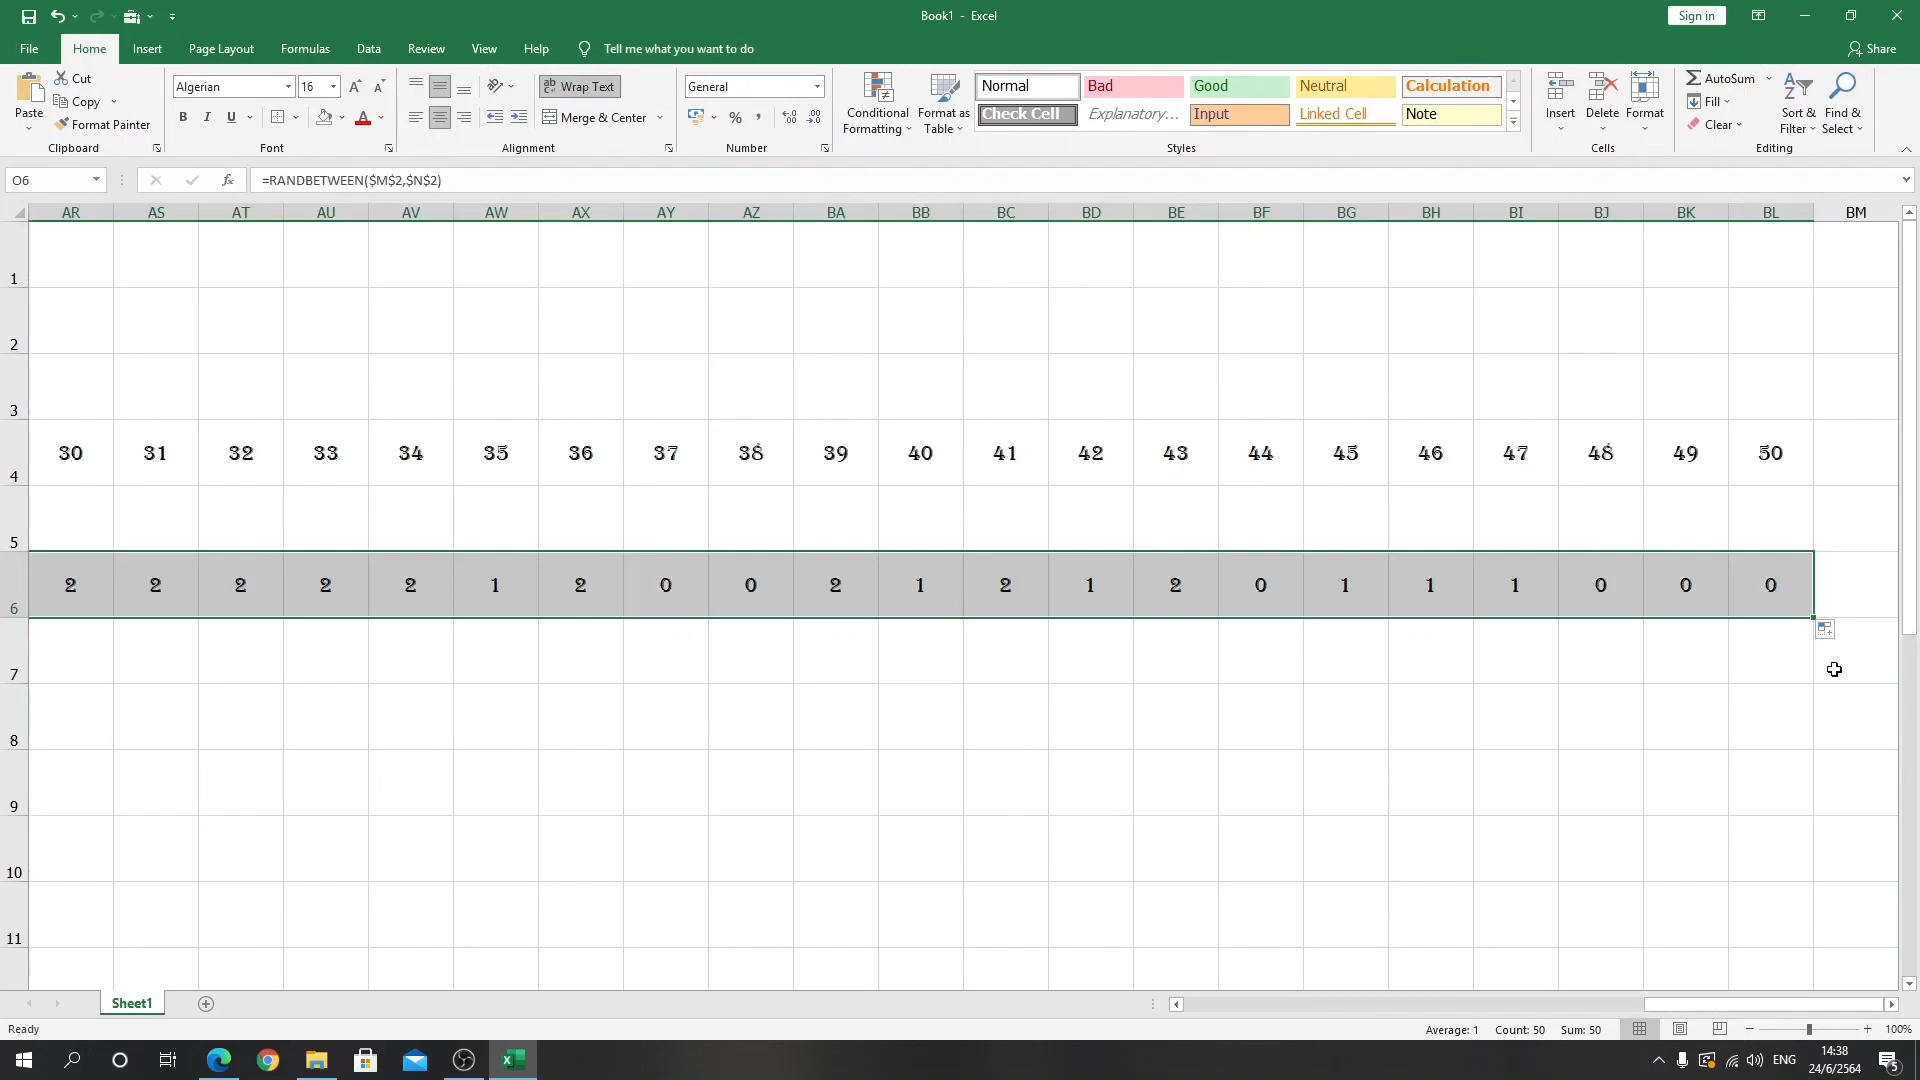 Book1 - Excel
Sign in
File Home Insert Page Layout Formulas Data Review View Help Tell me what you want to do Share
Paste
Cut
Copy
Format Painter
Clipboard
Algerian 16
B I U
Font
Wrap Text
Merge & Center
Alignment
General
Number
Conditional Formatting
Format as Table
Normal Bad Good Neutral Calculation
Check Cell Explanatory... Input Linked Cell Note
Styles
Insert Delete Format
Cells
AutoSum
Fill
Clear
Sort & Filter
Find & Select
Editing
O6 fx =RANDBETWEEN($M$2,$N$2)
AR AS AT AU AV AW AX AY AZ BA BB BC BD BE BF BG BH BI BJ BK BL BM
1
2
3
4 30 31 32 33 34 35 36 37 38 39 40 41 42 43 44 45 46 47 48 49 50
5
6 2 2 2 2 2 1 2 0 0 2 1 2 1 2 0 1 1 1 0 0 0
7
8
9
10
11
Sheet1
Ready Average: 1 Count: 50 Sum: 50 100%
ENG 14:38
24/6/2564
5